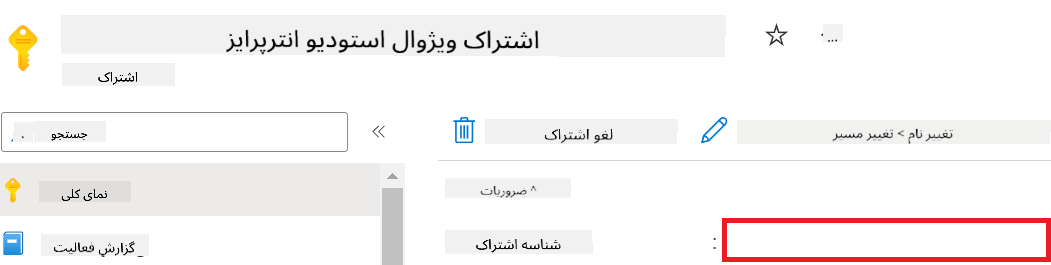 اشتراک ویژوال استودیو انترپرایز
...
اشتراک
جستجو
»
لغو اشتراک
تغییر نام > تغییر مسیر
نمای کلی
^ ضروریات
گزارش فعالیت
شناسه اشتراک :